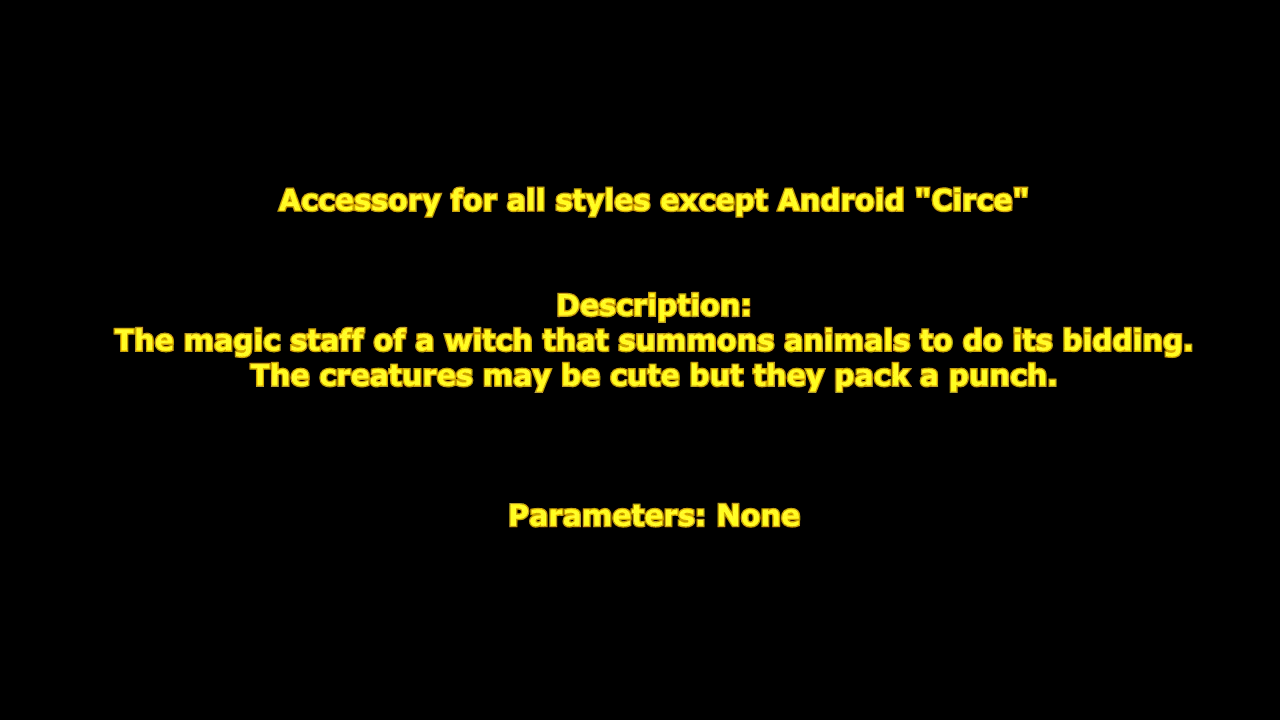 Accessory for all styles except Android "Circe"
Description:
The magic staff of a witch that summons animals to do its bidding.
The creatures may be cute but they pack a punch.
Parameters: None